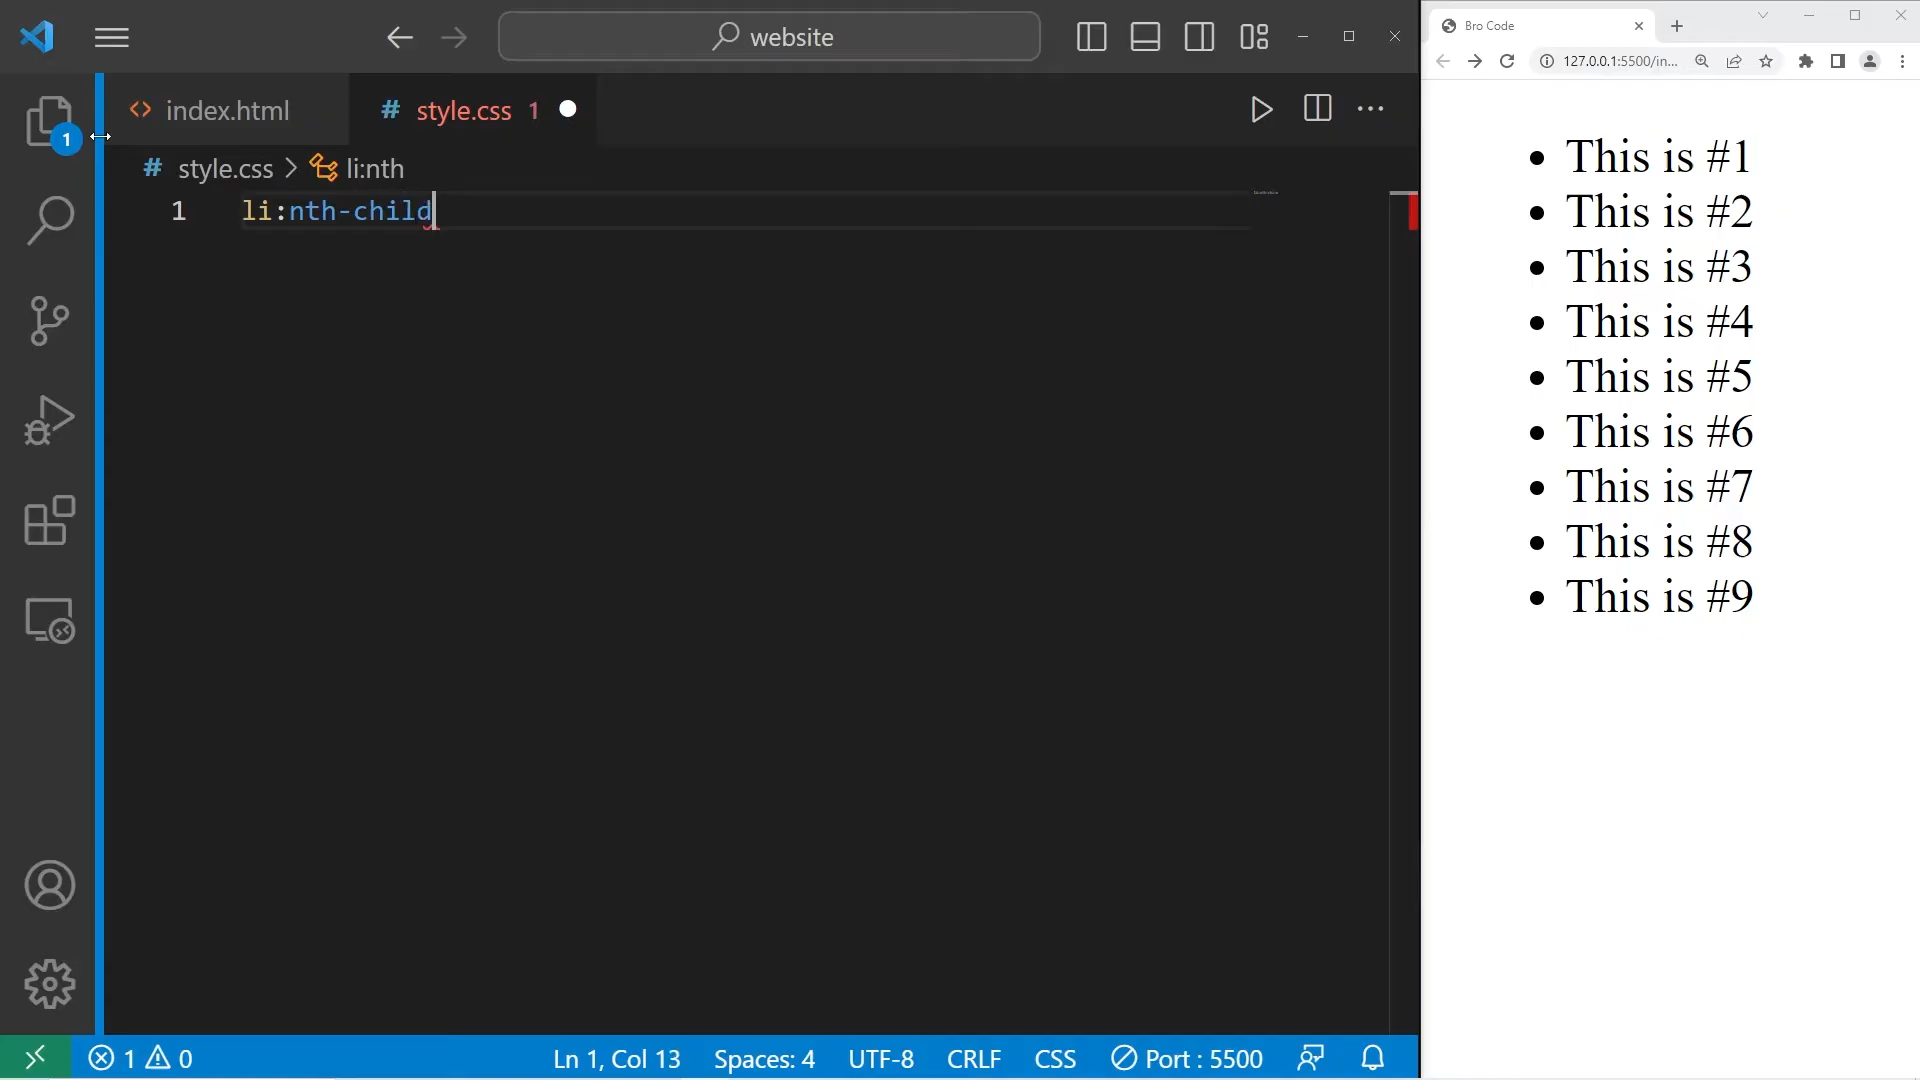 website
Bro Code
127.0.0.1:5500/in...
1
index.html
# style.css 1
# style.css > li:nth
1 li:nth-child
• This is #1
• This is #2
• This is #3
• This is #4
• This is #5
• This is #6
• This is #7
• This is #8
• This is #9
1 0
Ln 1, Col 13 Spaces: 4 UTF-8 CRLF CSS Port : 5500